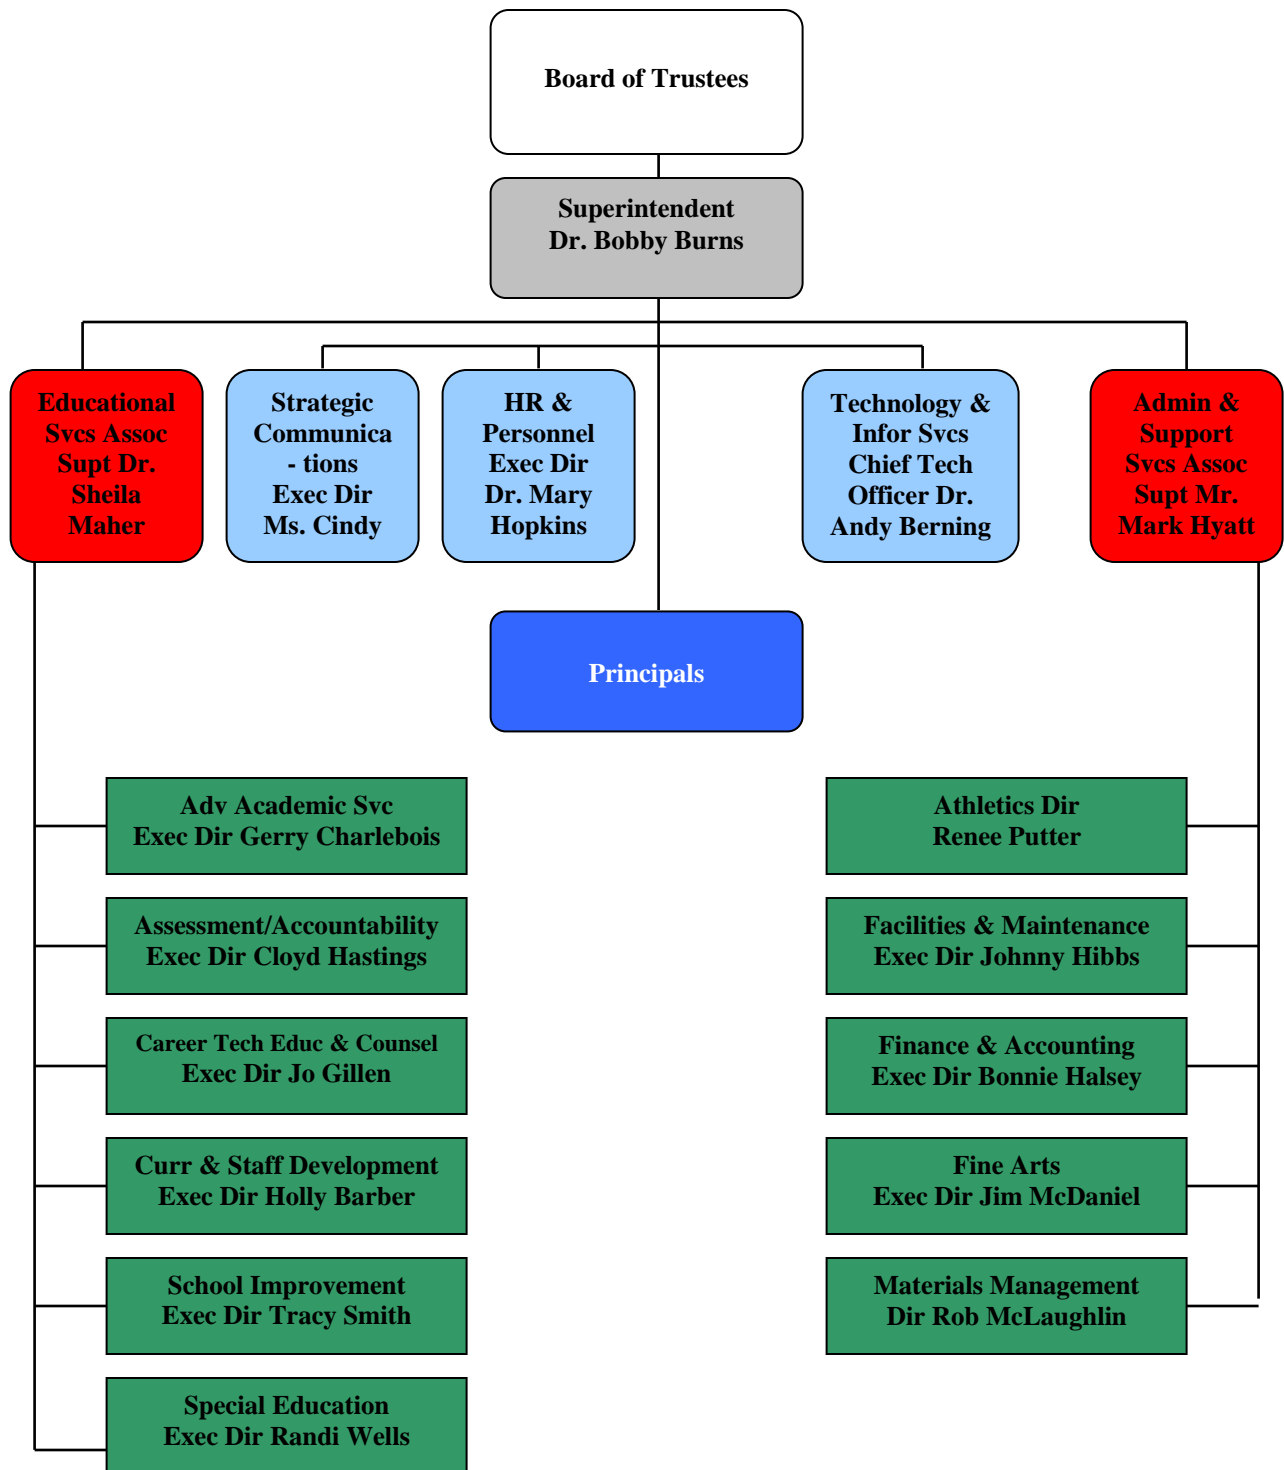 Board of Trustees
Superintendent
Dr. Bobby Burns
Educational
Svcs Assoc
Supt Dr.
Sheila
Maher
Strategic
Communica
- tions
Exec Dir
Ms. Cindy
HR &
Personnel
Exec Dir
Dr. Mary
Hopkins
Technology &
Infor Svcs
Chief Tech
Officer Dr.
Andy Berning
Admin &
Support
Svcs Assoc
Supt Mr.
Mark Hyatt
Principals
Adv Academic Svc
Exec Dir Gerry Charlebois
Assessment/Accountability
Exec Dir Cloyd Hastings
Career Tech Educ & Counsel
Exec Dir Jo Gillen
Curr & Staff Development
Exec Dir Holly Barber
School Improvement
Exec Dir Tracy Smith
Special Education
Exec Dir Randi Wells
Athletics Dir
Renee Putter
Facilities & Maintenance
Exec Dir Johnny Hibbs
Finance & Accounting
Exec Dir Bonnie Halsey
Fine Arts
Exec Dir Jim McDaniel
Materials Management
Dir Rob McLaughlin